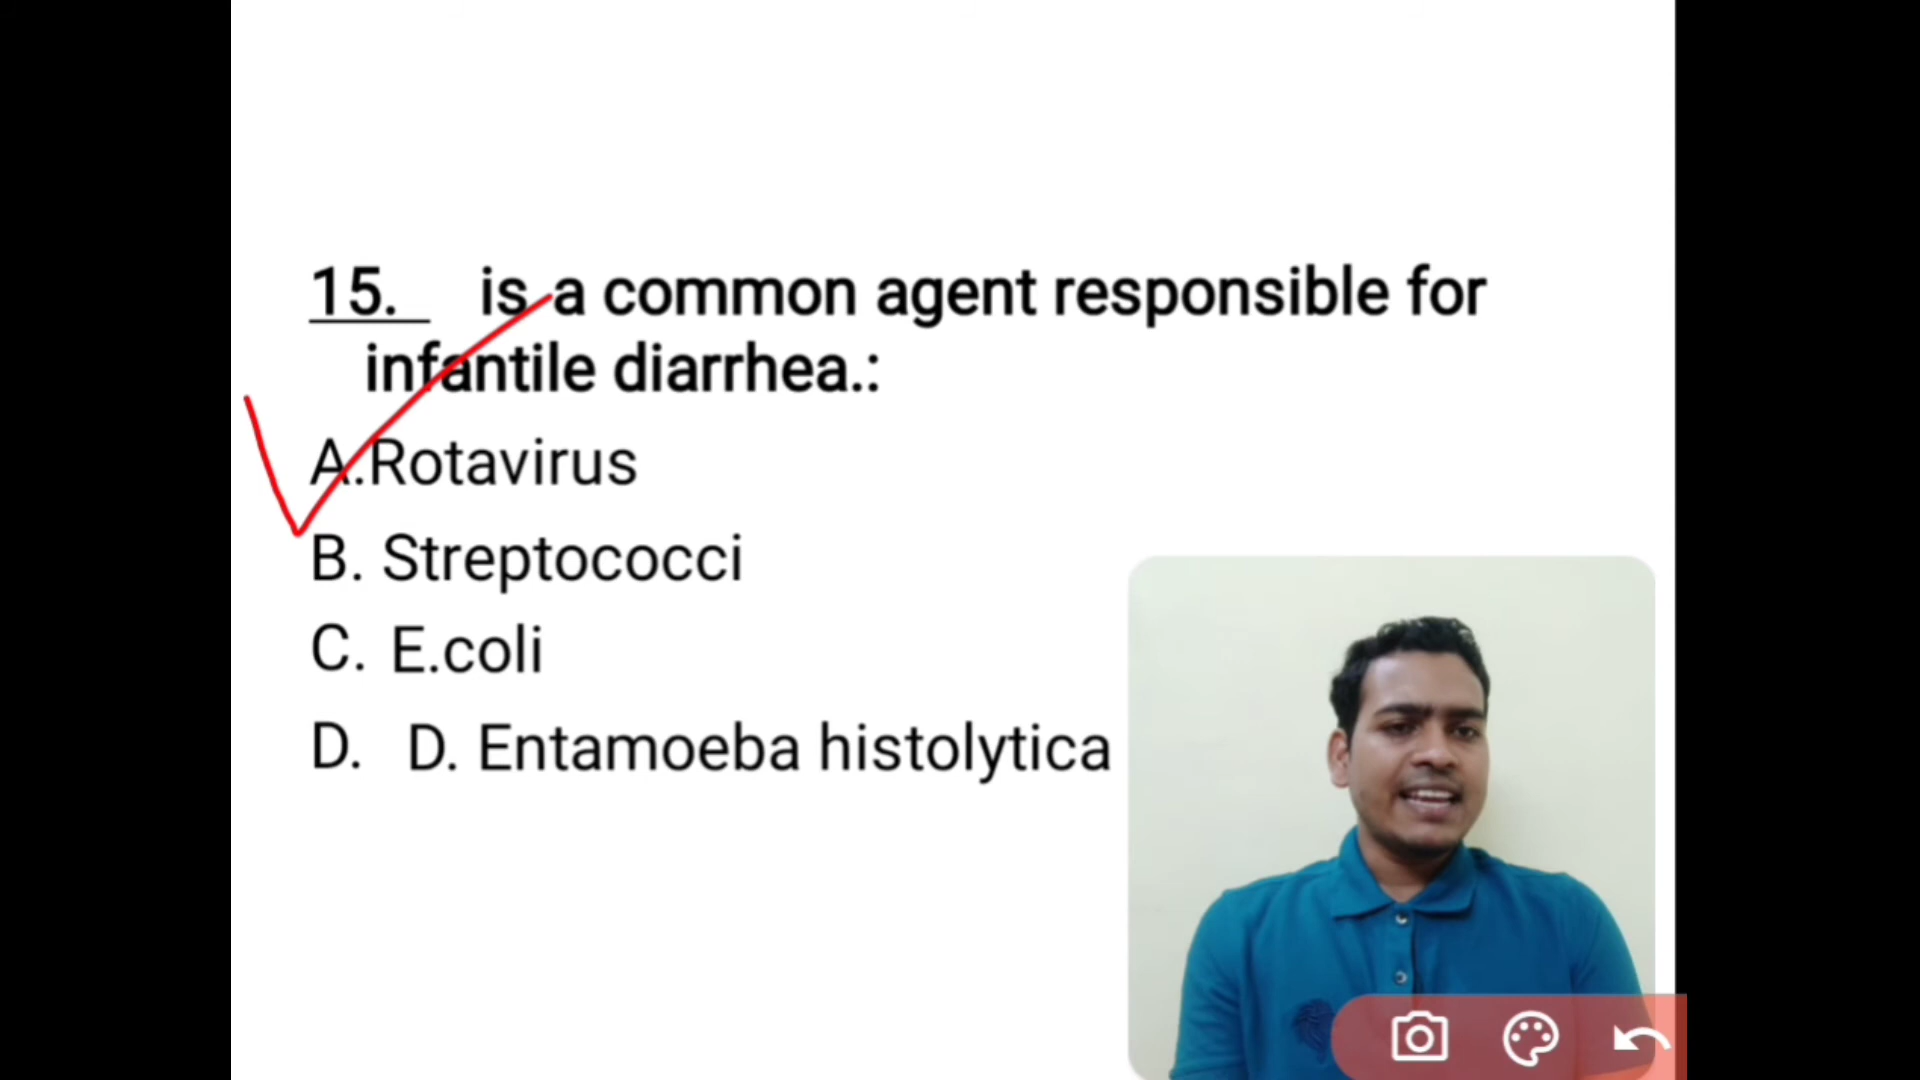 15. is a common agent responsible for
infantile diarrhea.:
A.Rotavirus
B. Streptococci
C. E.coli
D. D. Entamoeba histolytica